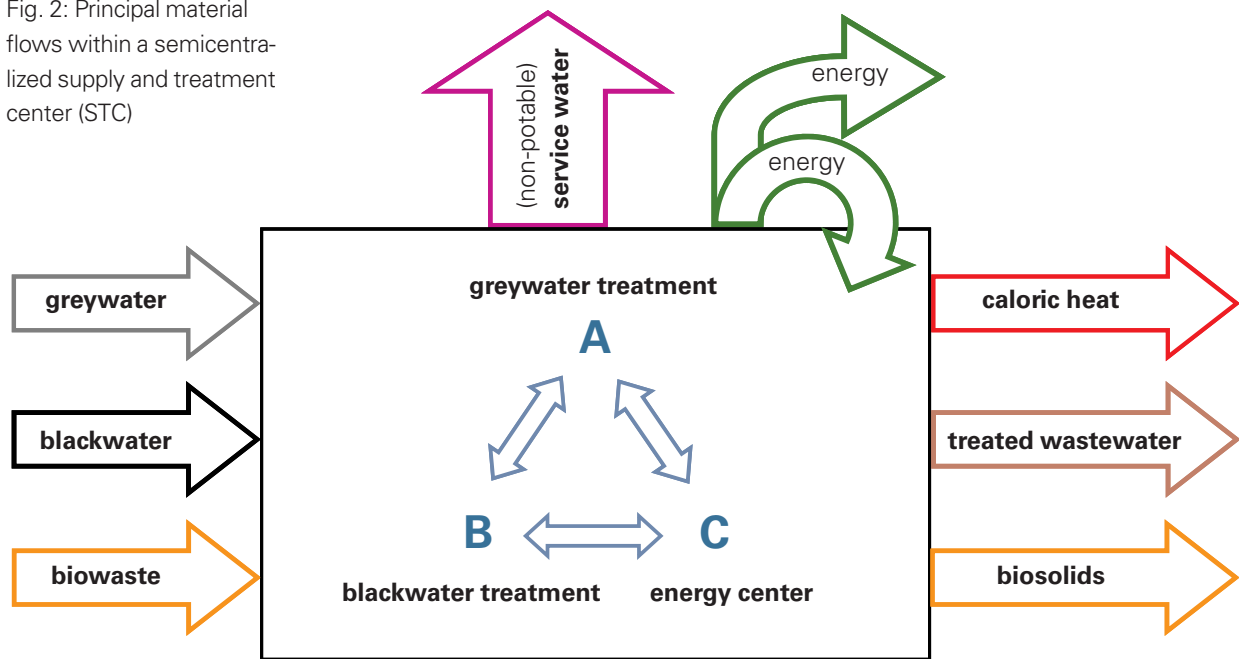 Fig. 2: Principal material
flows within a semicentra-
lized supply and treatment
center (STC)
(non-potable)
service water
energy
energy
greywater
blackwater
biowaste
greywater treatment
A
B
C
blackwater treatment
energy center
caloric heat
treated wastewater
biosolids